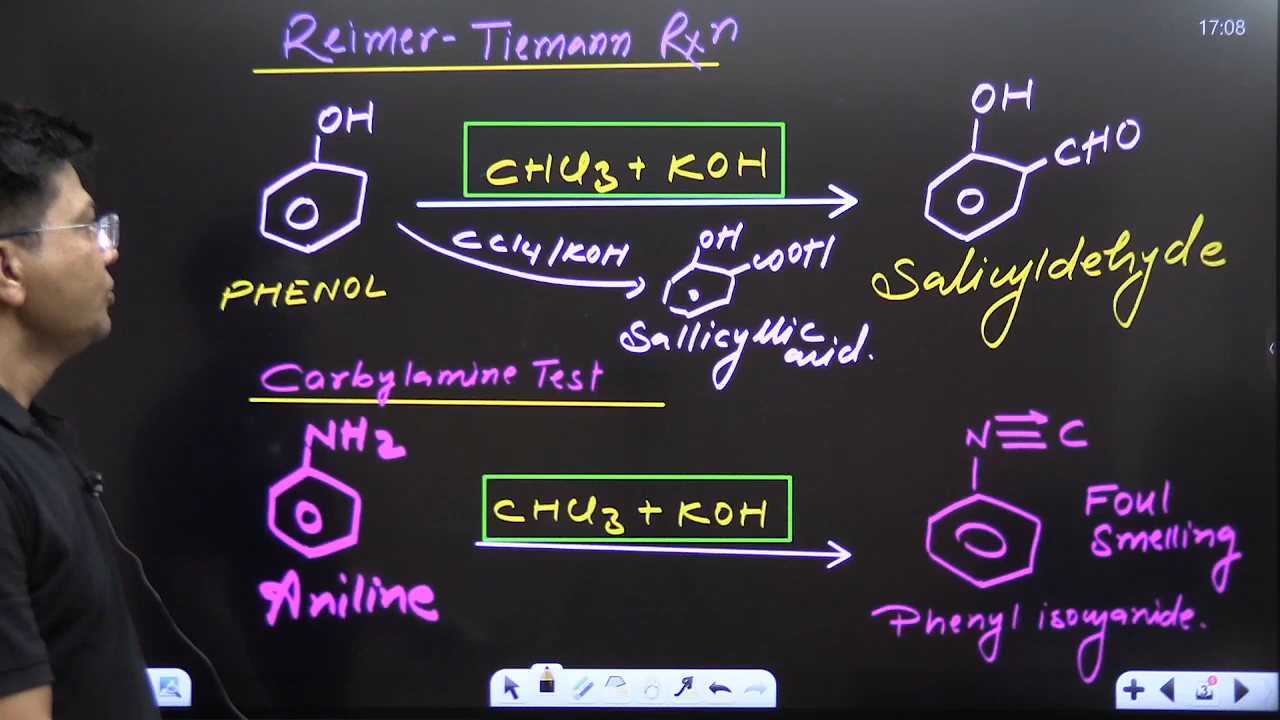 17:08
Reimer-Tiemann Rxn
OH
CHCl3 + KOH
OH
CHO
PHENOL
CCl4/KOH
OH
COOH
Sallicyllic
acid.
Salicyldehyde
Carbylamine Test
NH2
CHCl3 + KOH
N≡C
Foul
Smelling
Aniline
Phenyl isocyanide.
3